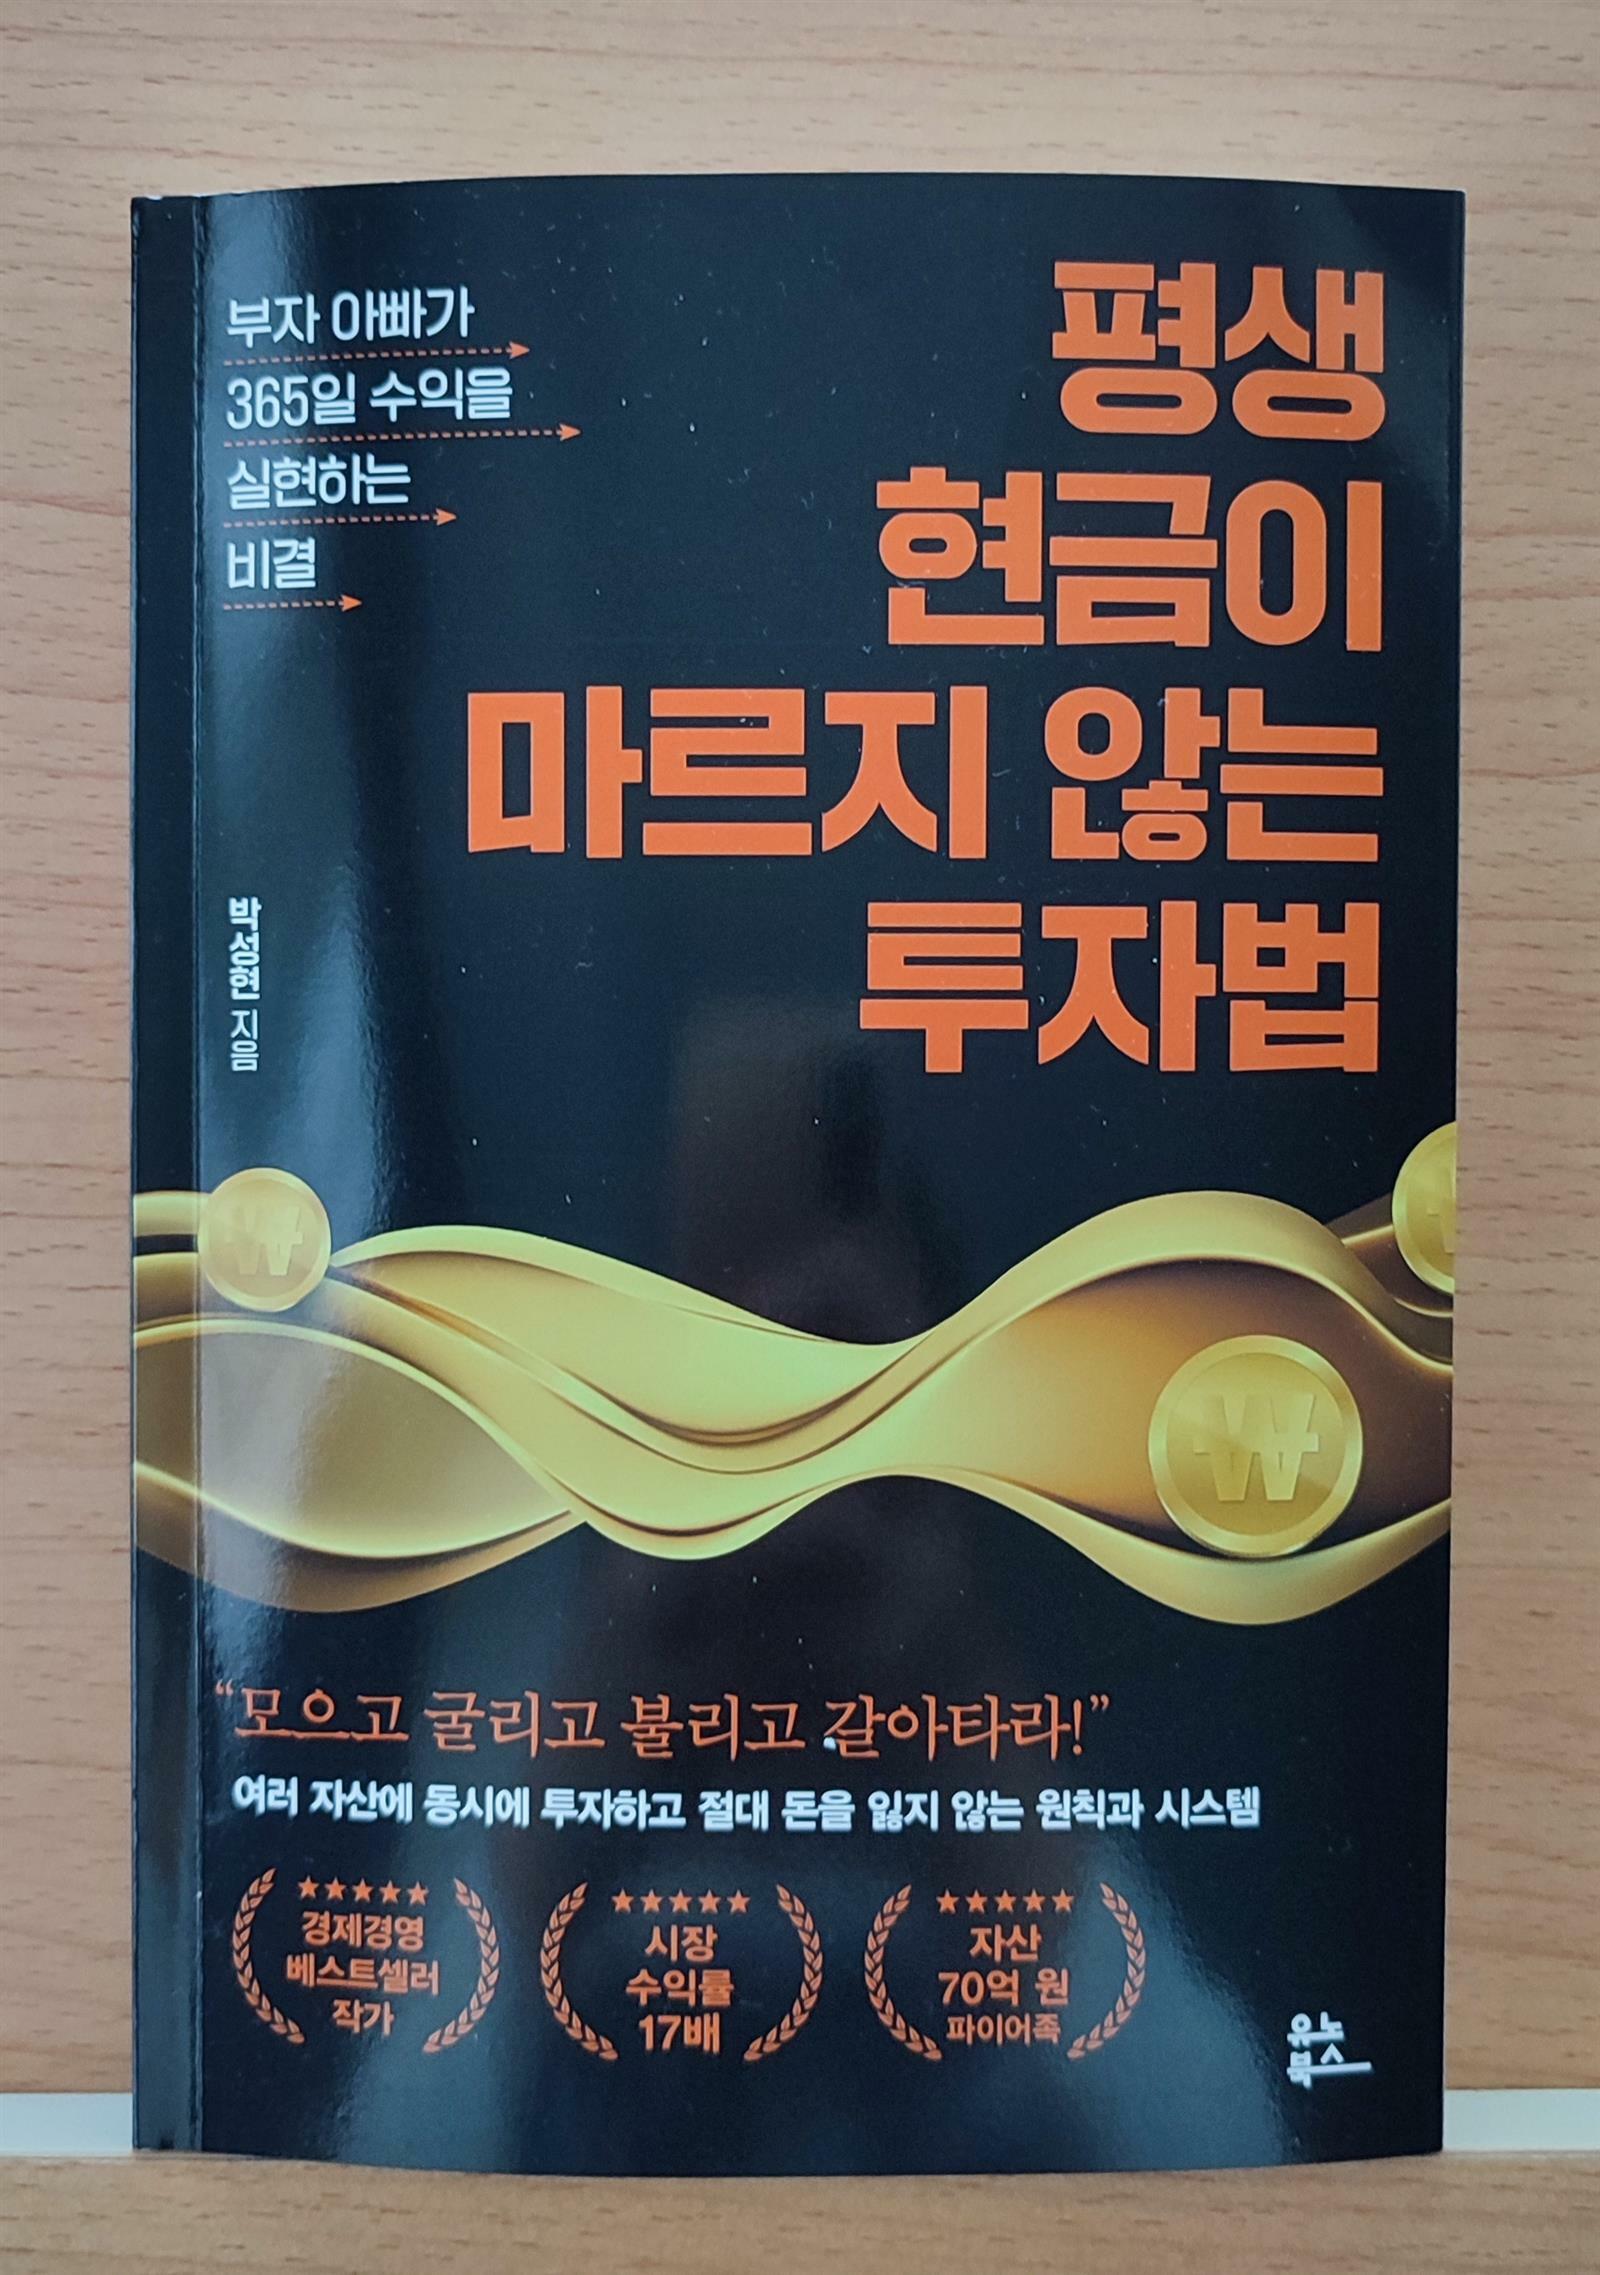 부자 아빠가
365일 수익을
실현하는
비결
평생
현금이
마르지 않는
투자법
박성현 지음
₩
₩
“모으고 굴리고 불리고 갈아타라!”
여러 자산에 동시에 투자하고 절대 돈을 잃지 않는 원칙과 시스템
★★★★★
경제경영
베스트셀러
작가
★★★★★
시장
수익률
17배
★★★★★
자산
70억 원
파이어족
유노
북스